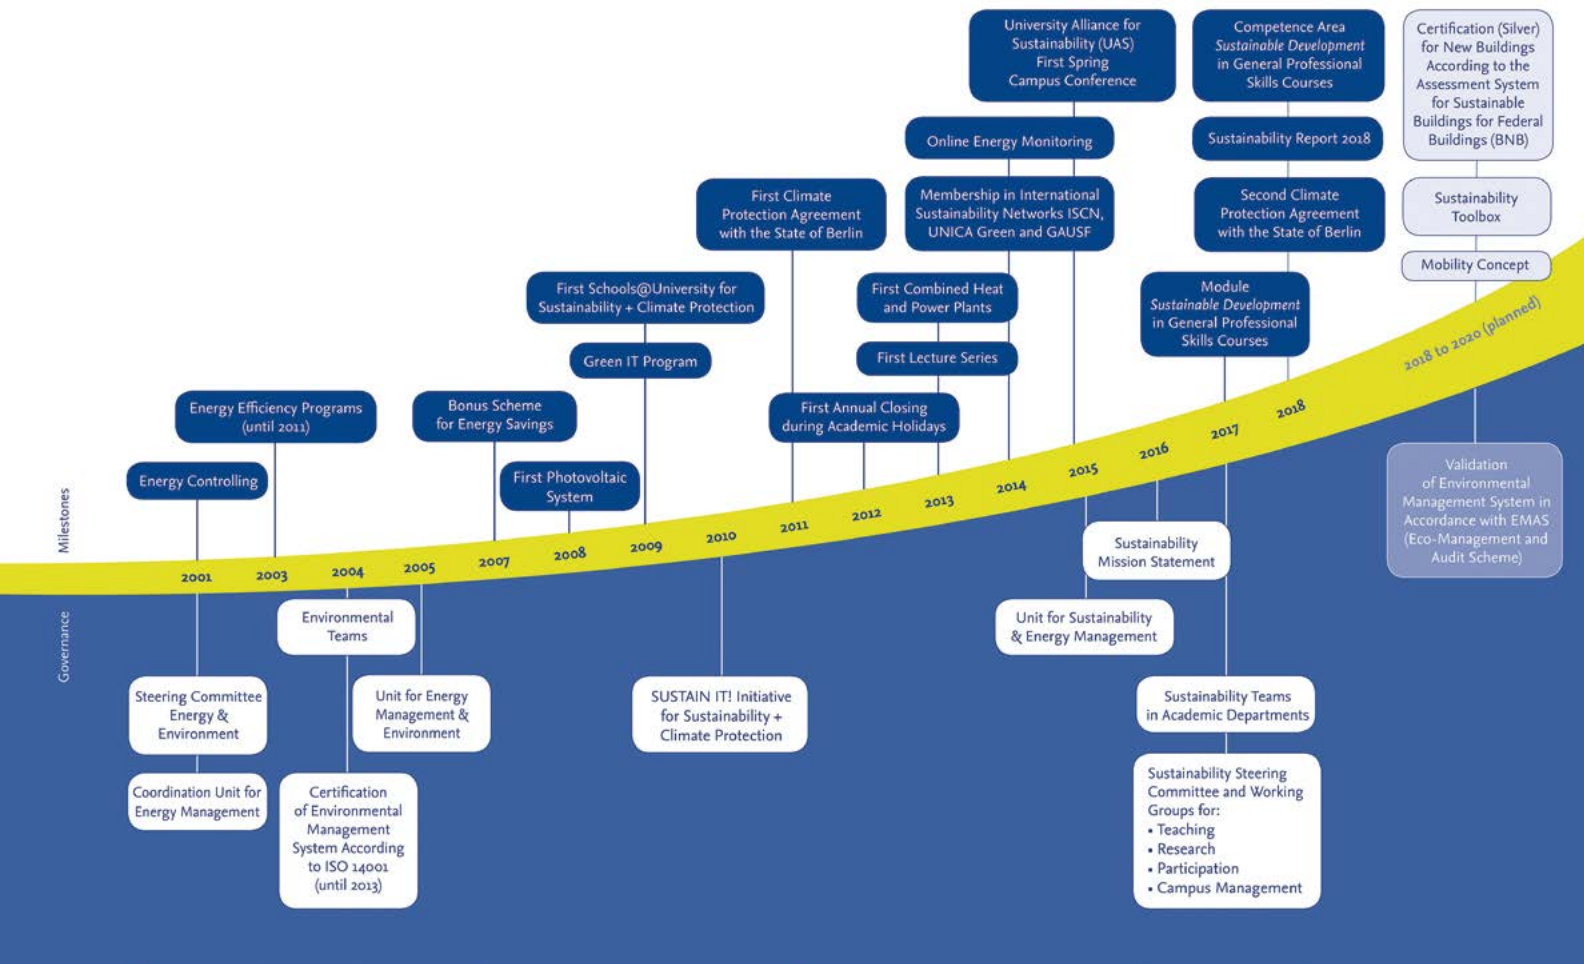 University Alliance for
Sustainability (UAS)
First Spring
Campus Conference
Competence Area
Sustainable Development
in General Professional
Skills Courses
Certification (Silver)
for New Buildings
According to the
Assessment System
for Sustainable
Buildings for Federal
Buildings (BNB)
Online Energy Monitoring
Sustainability Report 2018
First Climate
Protection Agreement
with the State of Berlin
Membership in International
Sustainability Networks ISCN,
UNICA Green and GAUSF
Second Climate
Protection Agreement
with the State of Berlin
Sustainability
Toolbox
Mobility Concept
First Schools@University for
Sustainability + Climate Protection
First Combined Heat
and Power Plants
Module
Sustainable Development
in General Professional
Skills Courses
Green IT Program
First Lecture Series
Energy Efficiency Programs
(until 2011)
Bonus Scheme
for Energy Savings
First Annual Closing
during Academic Holidays
Energy Controlling
First Photovoltaic
System
Milestones
2001
2003
2004
2005
2007
2008
2009
2010
2011
2012
2013
2014
2015
2016
2017
2018
2018 to 2020 (planned)
Governance
Validation
of Environmental
Management System in
Accordance with EMAS
(Eco-Management and
Audit Scheme)
Sustainability
Mission Statement
Environmental
Teams
Unit for Sustainability
& Energy Management
Steering Committee
Energy &
Environment
Unit for Energy
Management &
Environment
SUSTAIN IT! Initiative
for Sustainability +
Climate Protection
Sustainability Teams
in Academic Departments
Coordination Unit for
Energy Management
Certification
of Environmental
Management
System According
to ISO 14001
(until 2013)
Sustainability Steering
Committee and Working
Groups for:
• Teaching
• Research
• Participation
• Campus Management